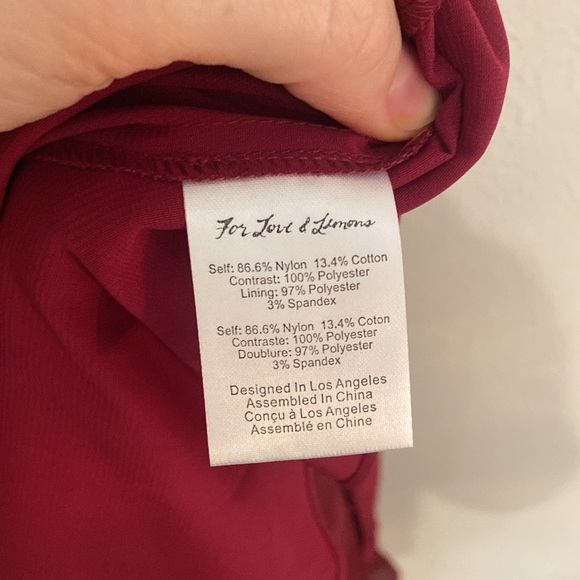 For Love & Lemons
Self: 86.6% Nylon 13.4% Cotton
Contrast: 100% Polyester
Lining: 97% Polyester
3% Spandex
Self: 86.6% Nylon 13.4% Coton
Contraste: 100% Polyester
Doublure: 97% Polyester
3% Spandex
Designed In Los Angeles
Assembled In China
Conçu à Los Angeles
Assemblé en Chine